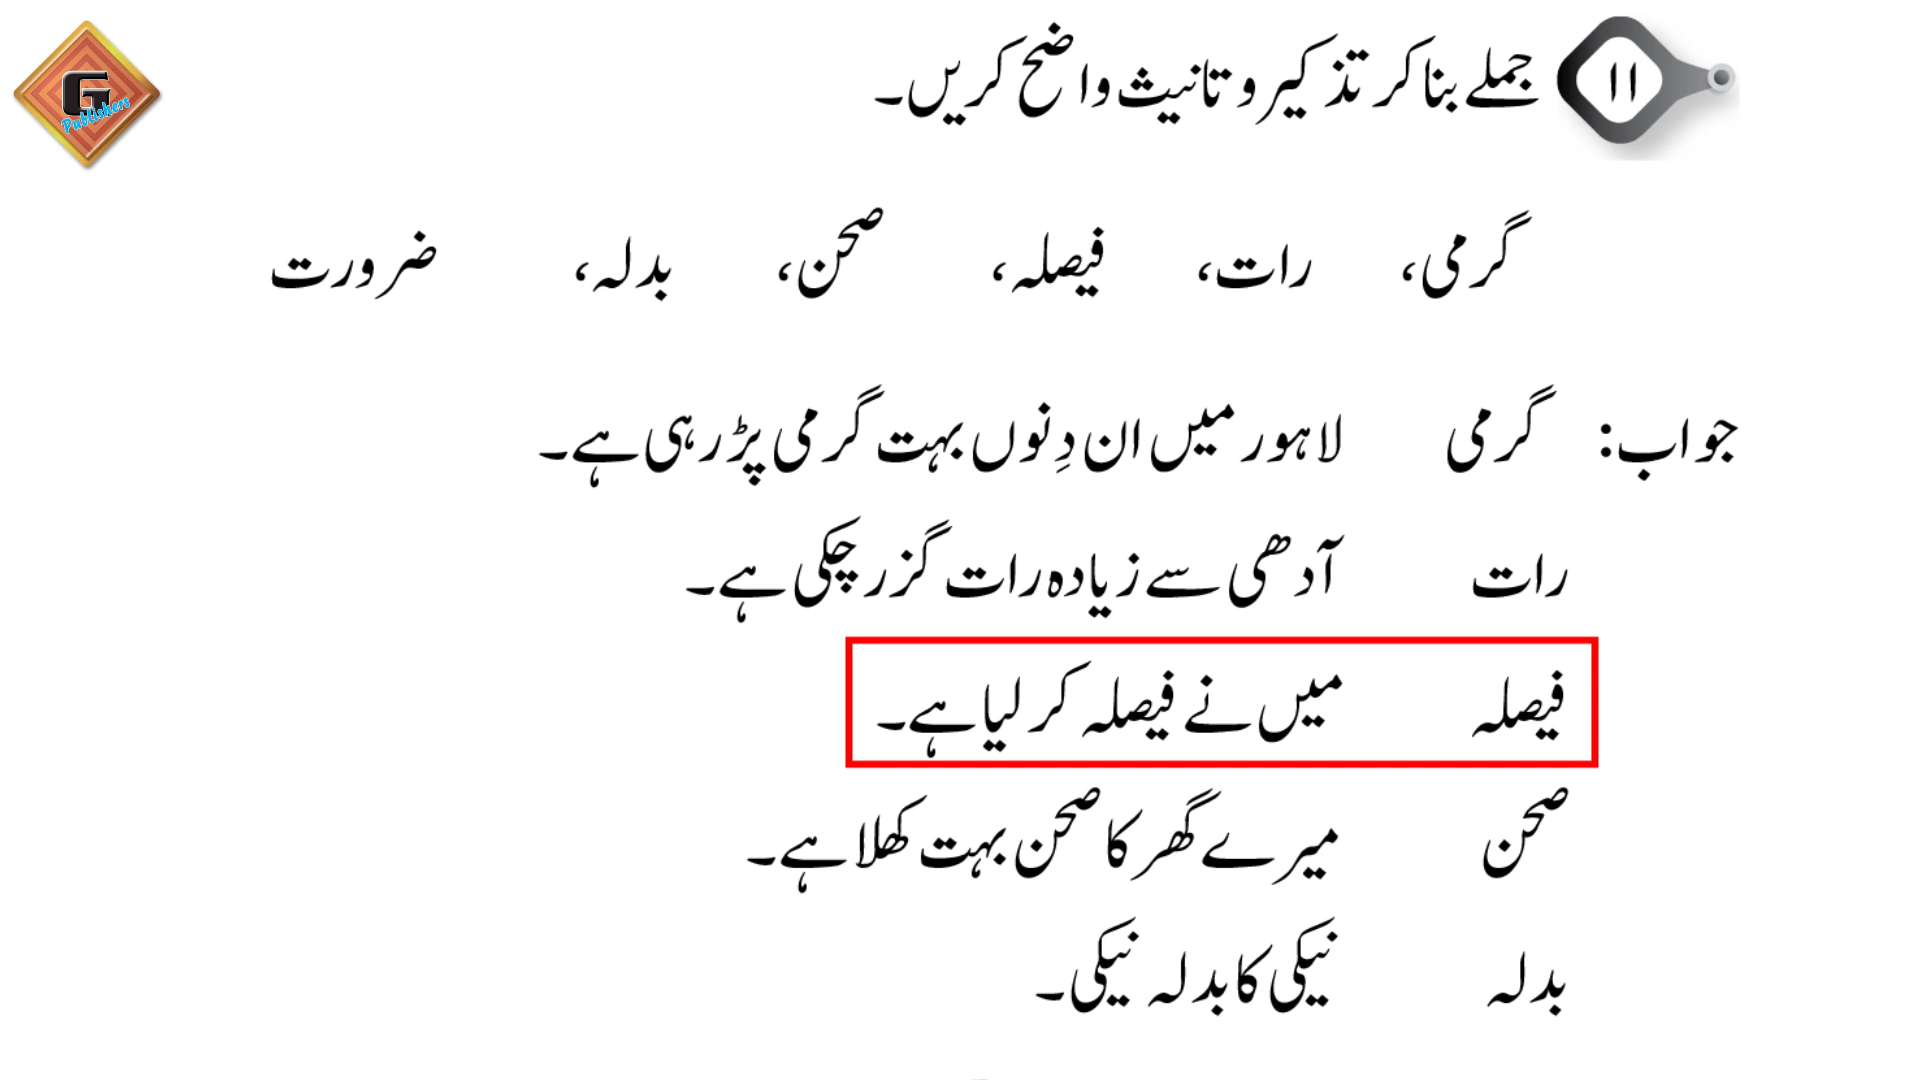 G Publishers
۱۱ جملے بنا کر تذکیر و تانیث واضح کریں۔
گرمی، رات، فیصلہ، صحن، بدلہ، ضرورت
جواب: گرمی لاہور میں ان دِنوں بہت گرمی پڑ رہی ہے۔
رات آدھی سے زیادہ رات گزر چکی ہے۔
فیصلہ میں نے فیصلہ کر لیا ہے۔
صحن میرے گھر کا صحن بہت کھلا ہے۔
بدلہ نیکی کا بدلہ نیکی۔